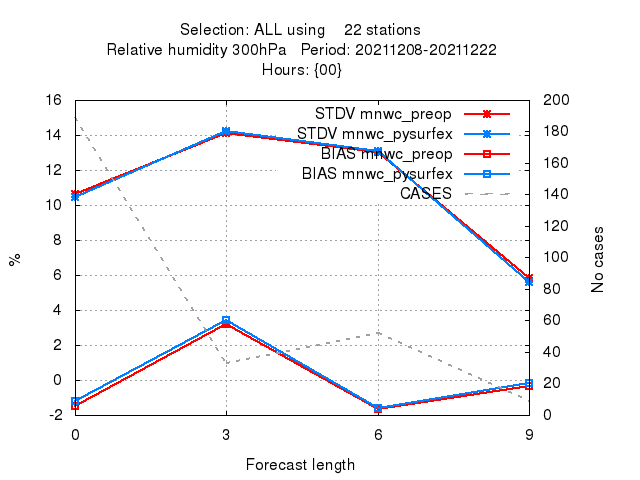 Selection: ALL using 22 stations
Relative humidity 300hPa Period: 20211208-20211222
Hours: {00}
STDV mnwc_preop
STDV mnwc_pysurfex
BIAS mnwc_preop
BIAS mnwc_pysurfex
CASES
16
14
12
10
8
6
4
2
0
-2
200
180
160
140
120
100
80
60
40
20
0
%
No cases
0 3 6 9
Forecast length